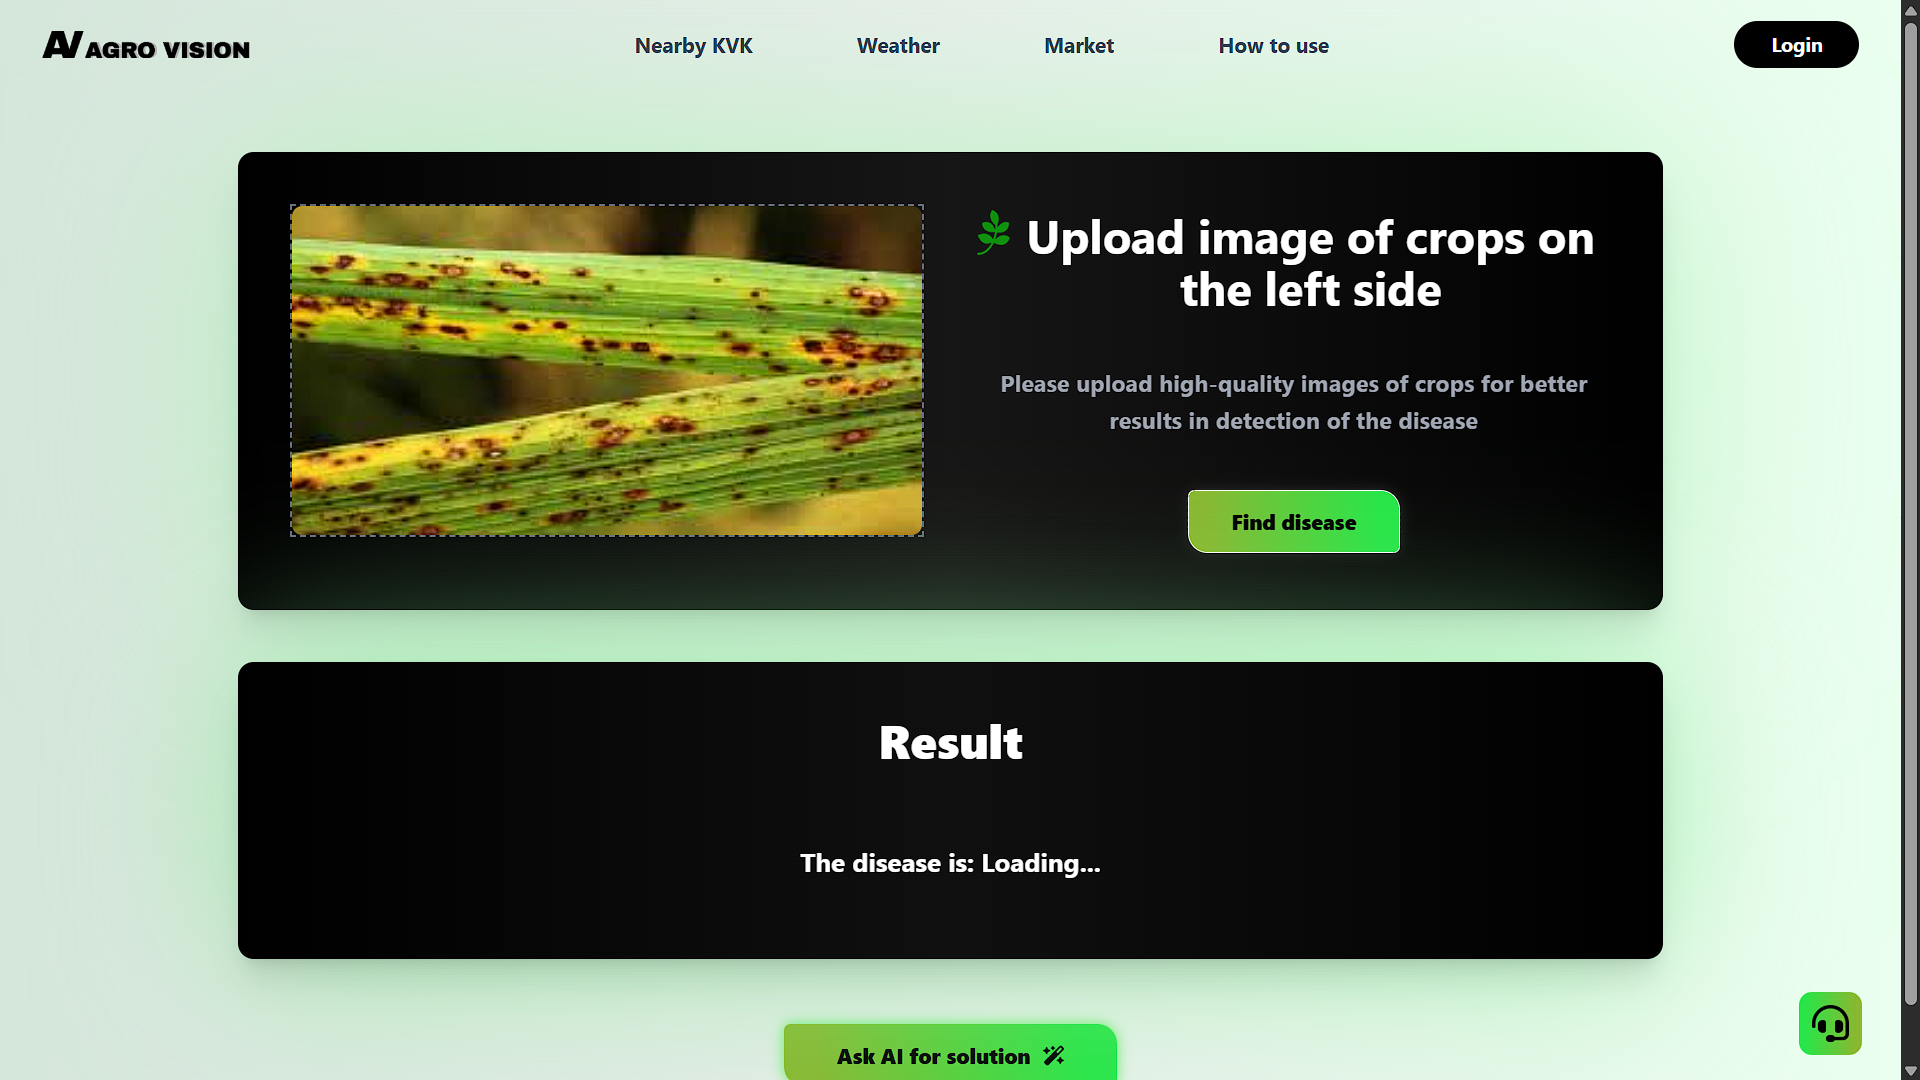 AV AGRO VISION
Nearby KVK
Weather
Market
How to use
Login
Upload image of crops on
the left side
Please upload high-quality images of crops for better
results in detection of the disease
Find disease
Result
The disease is: Loading...
Ask AI for solution